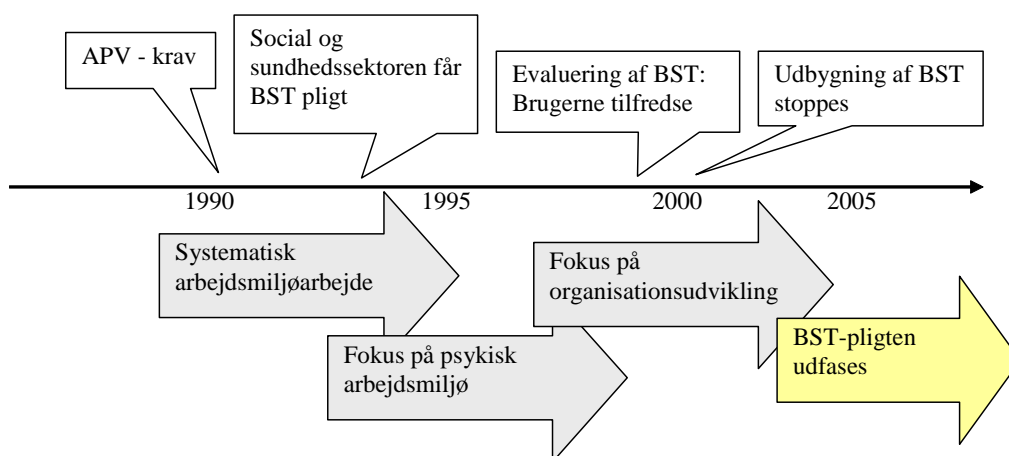 APV - krav
Social og
sundhedssektoren får
BST pligt
Evaluering af BST:
Brugerne tilfredse
Udbygning af BST
stoppes
1990
1995
2000
2005
Systematisk
arbejdsmiljøarbejde
Fokus på psykisk
arbejdsmiljø
Fokus på
organisationsudvikling
BST-pligten
udfases